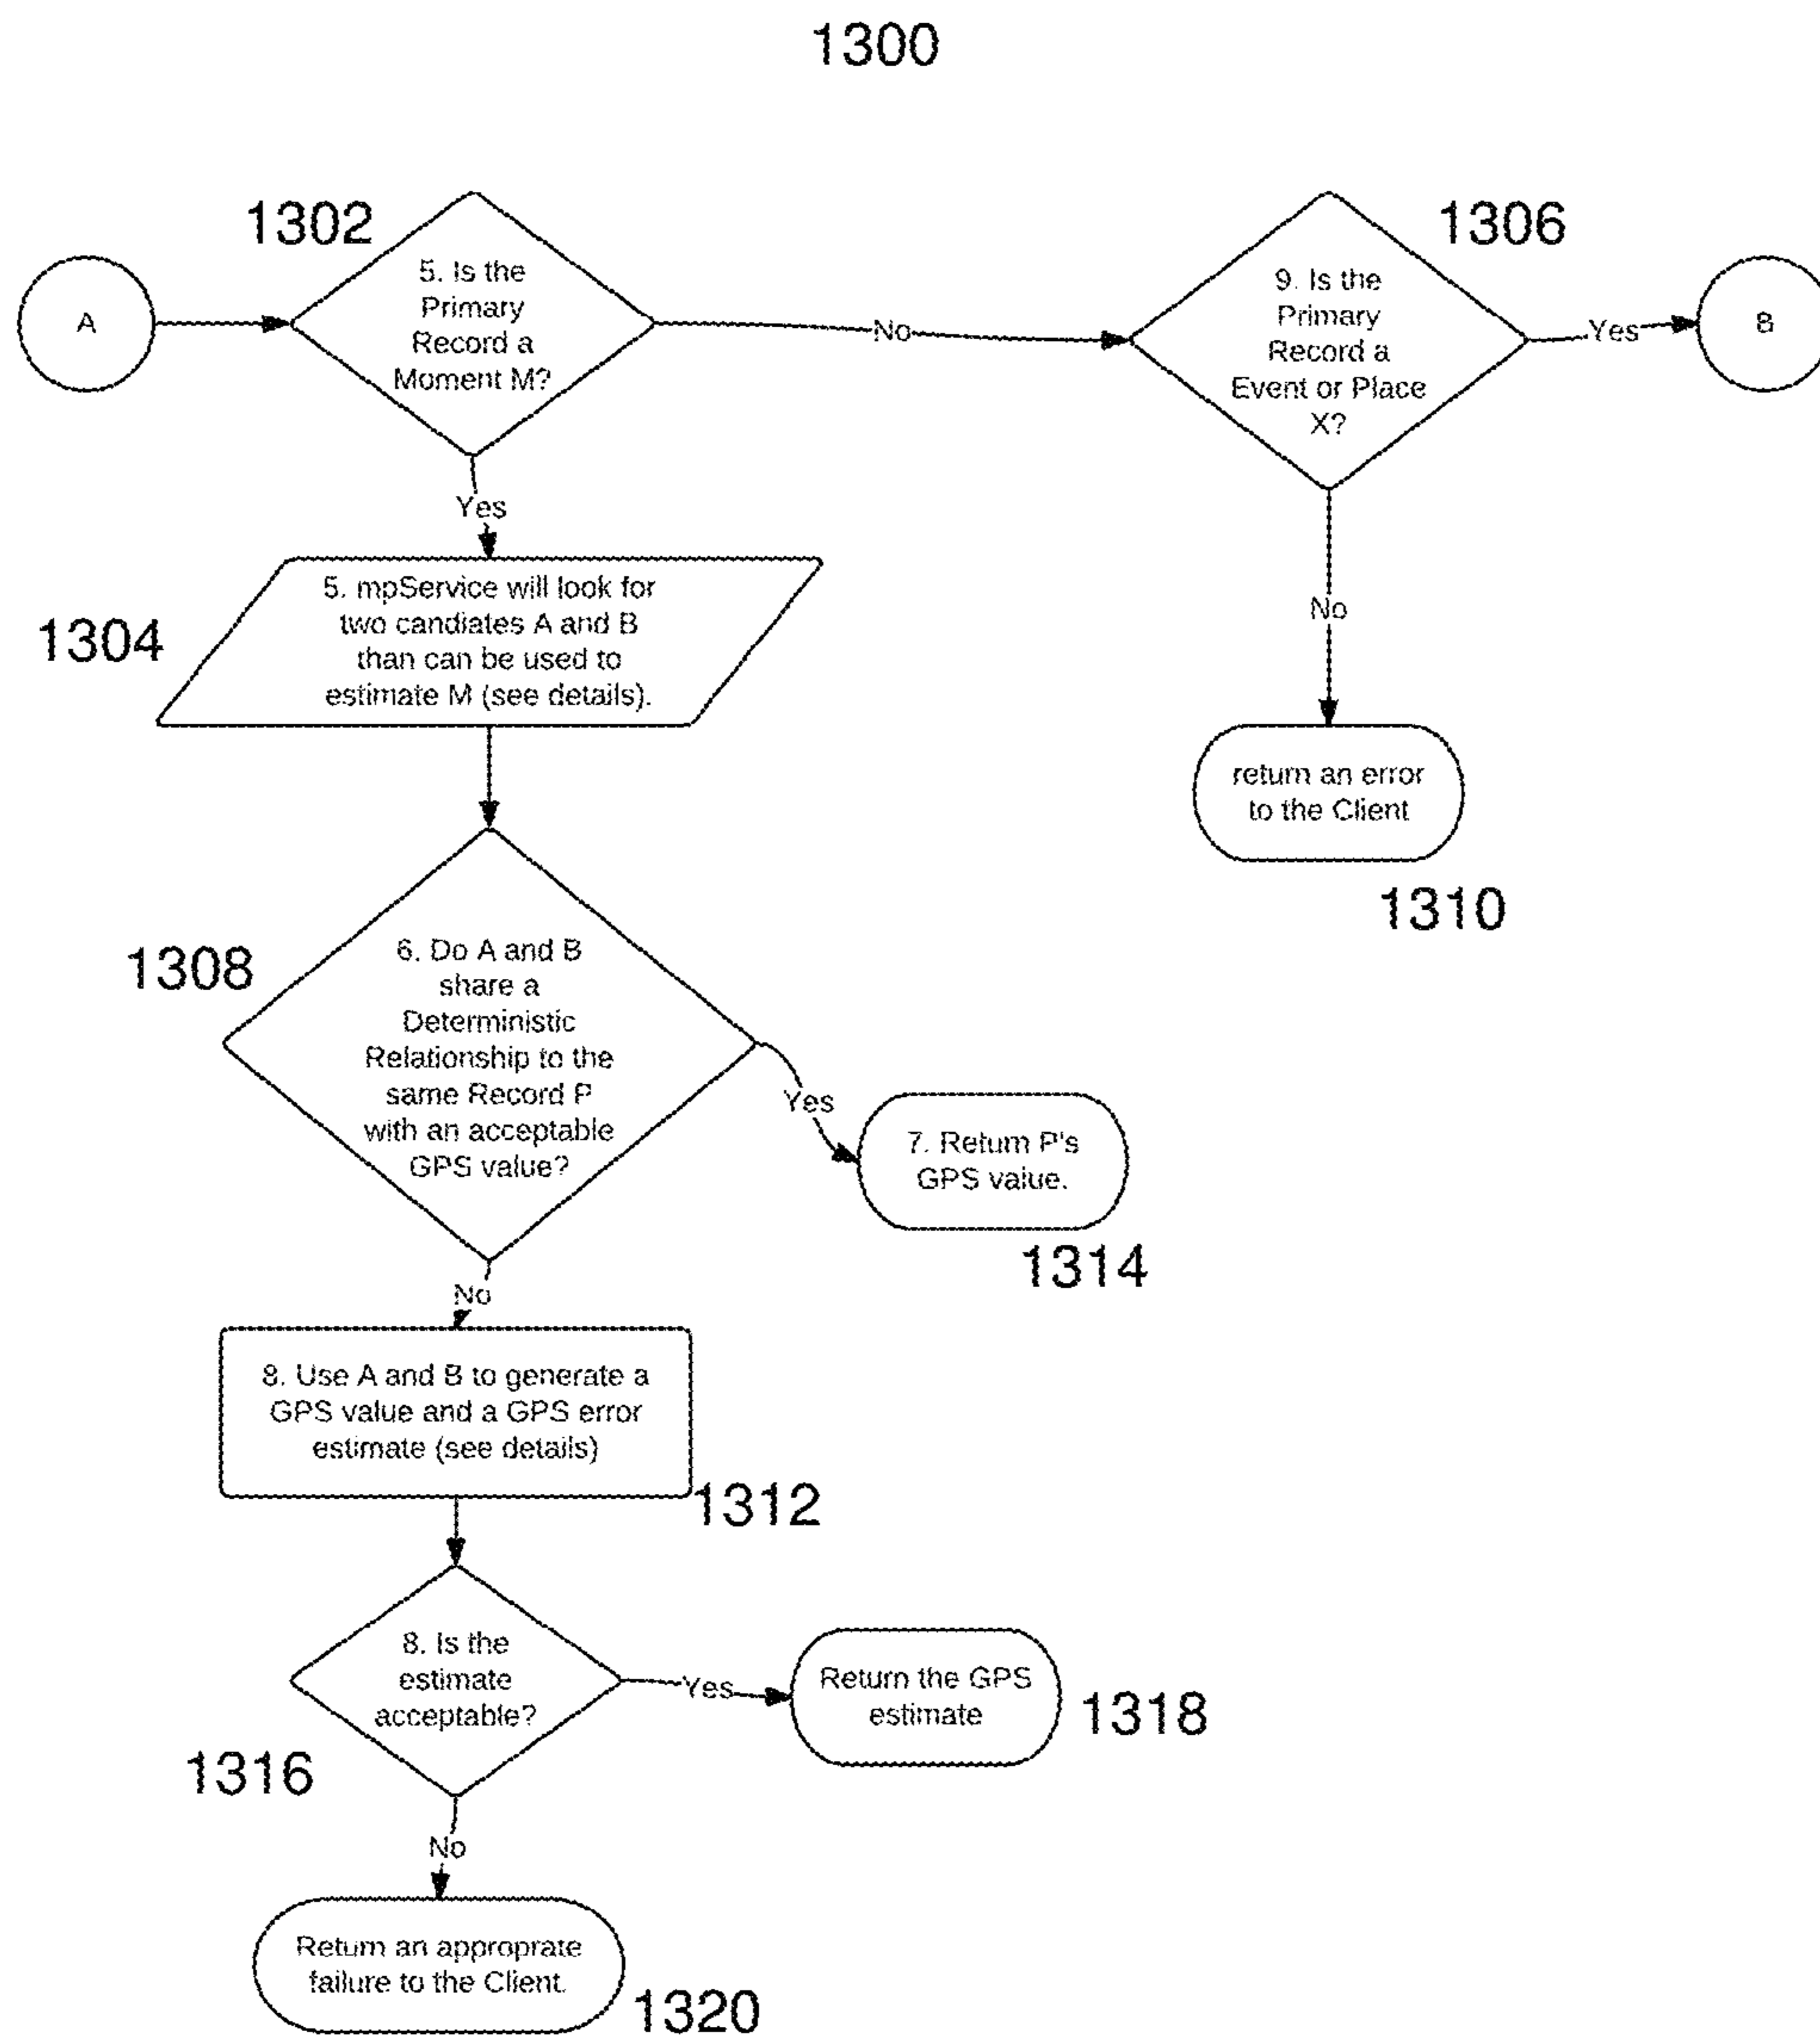 1300
1302
1306
A
5. Is the
Primary
Record a
Moment M?
No
9. Is the
Primary
Record a
Event or Place
X?
Yes
B
Yes
1304
5. mpService will look for
two candiates A and B
than can be used to
estimate M (see details).
No
return an error
to the Client
1310
1308
6. Do A and B
share a
Deterministic
Relationship to the
same Record P
with an acceptable
GPS value?
Yes
7. Return P's
GPS value.
1314
No
8. Use A and B to generate a
GPS value and a GPS error
estimate (see details)
1312
8. Is the
estimate
acceptable?
Yes
Return the GPS
estimate
1318
1316
No
Return an approprate
failure to the Client.
1320